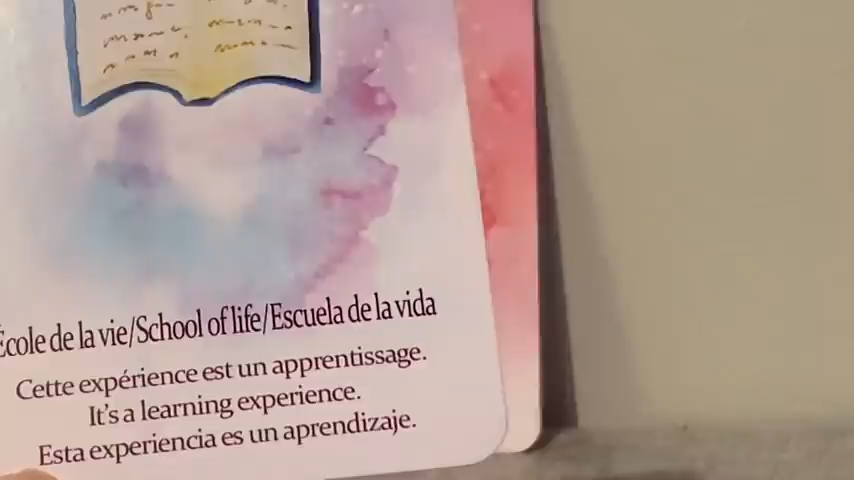 École de la vie/School of life/Escuela de la vida
Cette expérience est un apprentissage.
It's a learning experience.
Esta experiencia es un aprendizaje.